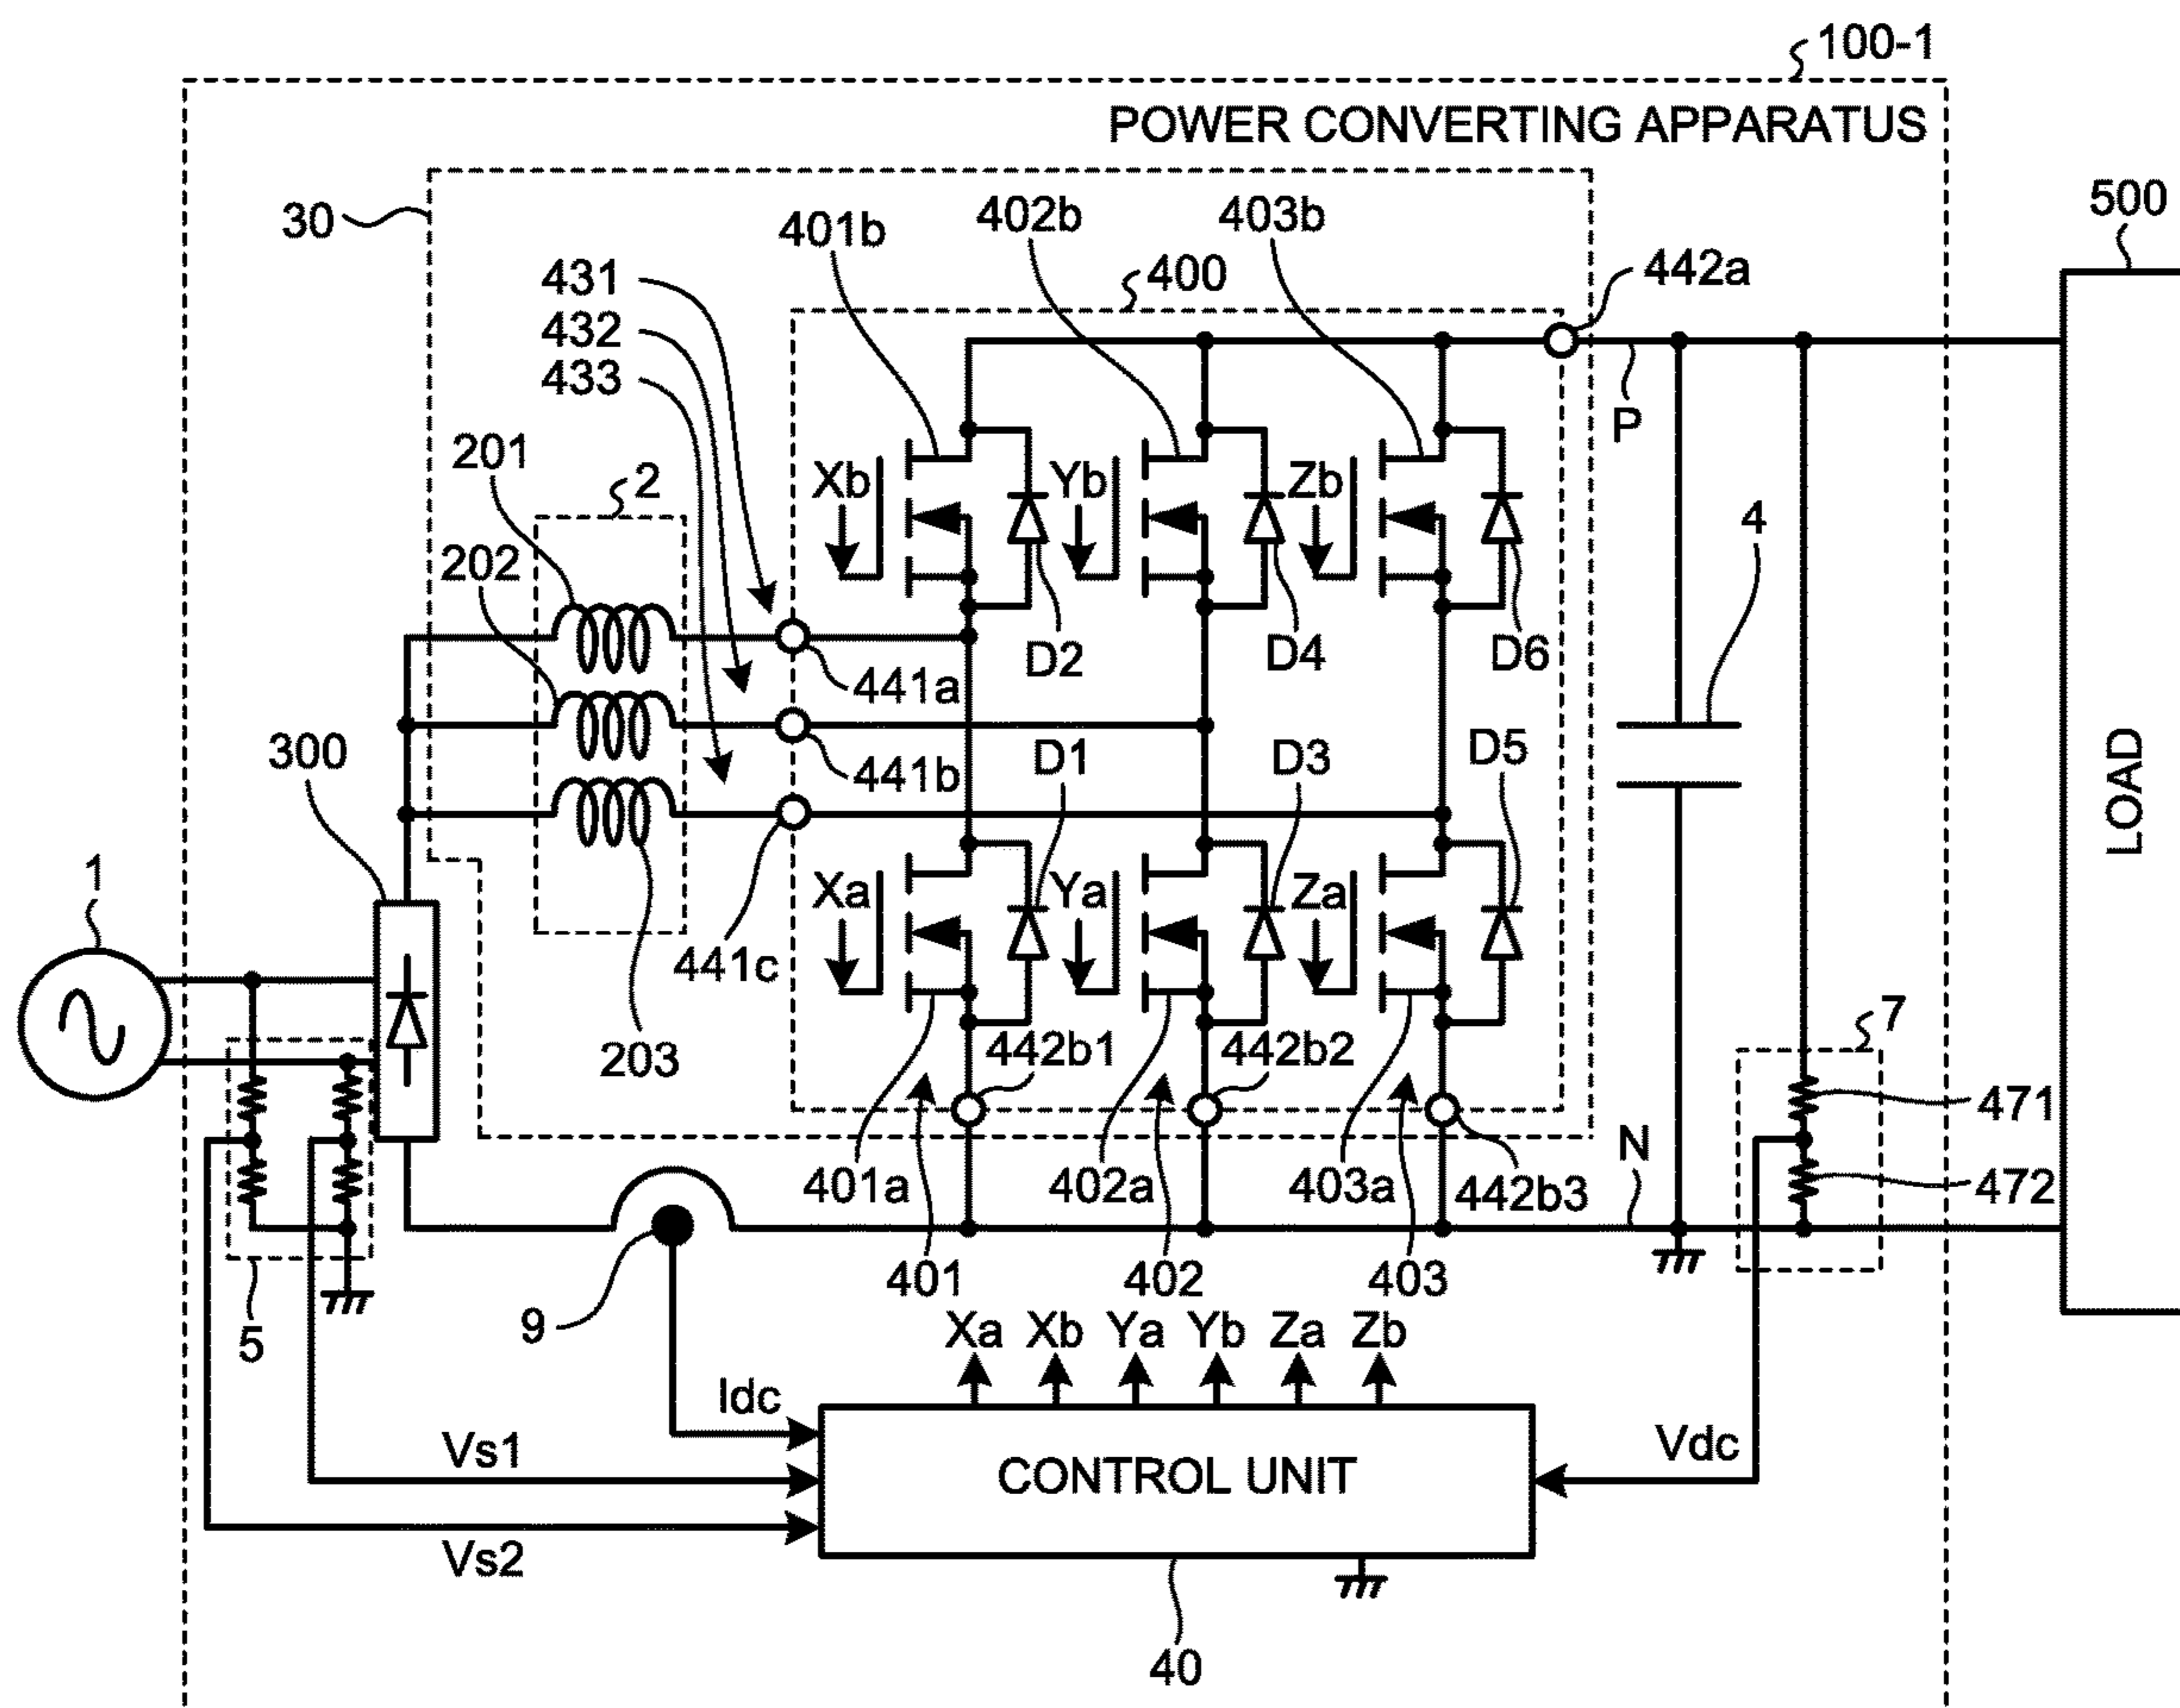 100-1
POWER CONVERTING APPARATUS
30
401b
402b
403b
500
431
400
442a
432
433
P
201
2
Xb
Yb
Zb
4
202
D2
D4
D6
441a
300
441b
D1
D3
D5
LOAD
1
Xa
Ya
Za
441c
203
442b1
442b2
7
471
N
401a
402a
403a
442b3
472
401
402
403
9
5
Xa Xb Ya Yb Za Zb
Idc
Vs1
CONTROL UNIT
Vdc
Vs2
40